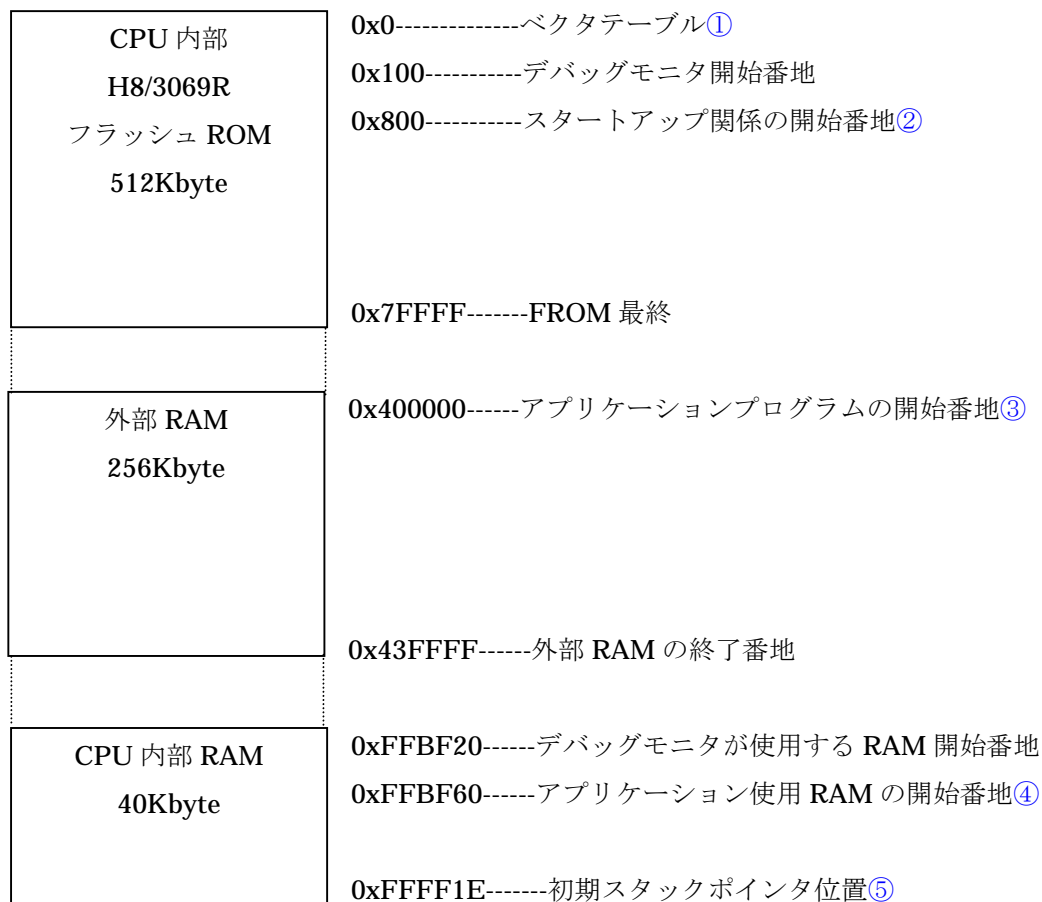 CPU 内部
H8/3069R
フラッシュ ROM
512Kbyte
0x0--------------ベクタテーブル①
0x100-----------デバッグモニタ開始番地
0x800-----------スタートアップ関係の開始番地②
0x7FFFF-------FROM 最終
外部 RAM
256Kbyte
0x400000------アプリケーションプログラムの開始番地③
0x43FFFF------外部 RAM の終了番地
CPU 内部 RAM
40Kbyte
0xFFBF20------デバッグモニタが使用する RAM 開始番地
0xFFBF60------アプリケーション使用 RAM の開始番地④
0xFFFF1E-------初期スタックポインタ位置⑤